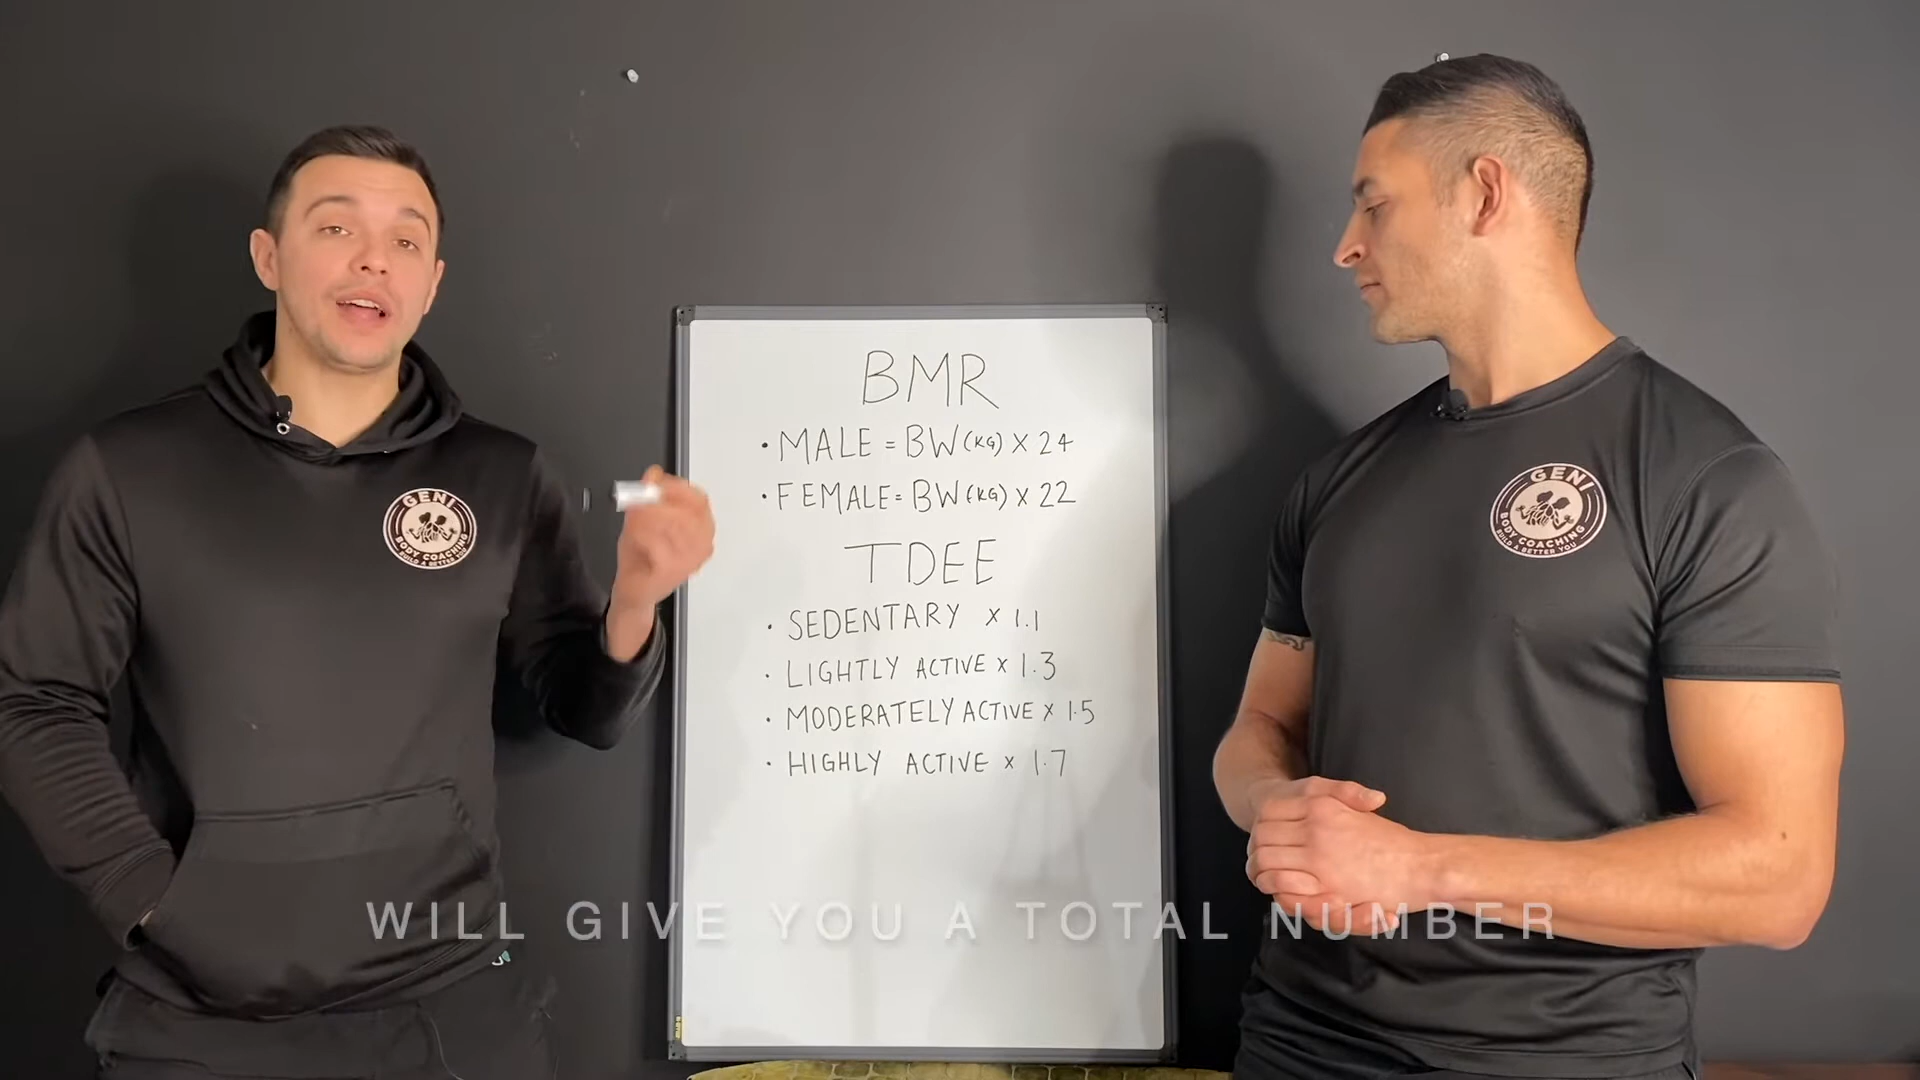 BMR
• MALE = BW (KG) X 24
• FEMALE = BW (KG) X 22
TDEE
• SEDENTARY X 1.1
• LIGHTLY ACTIVE X 1.3
• MODERATELY ACTIVE X 1.5
• HIGHLY ACTIVE X 1.7
GENI
BODY COACHING
BUILD A BETTER YOU
GENI
BODY COACHING
BUILD A BETTER YOU
WILL GIVE YOU A TOTAL NUMBER